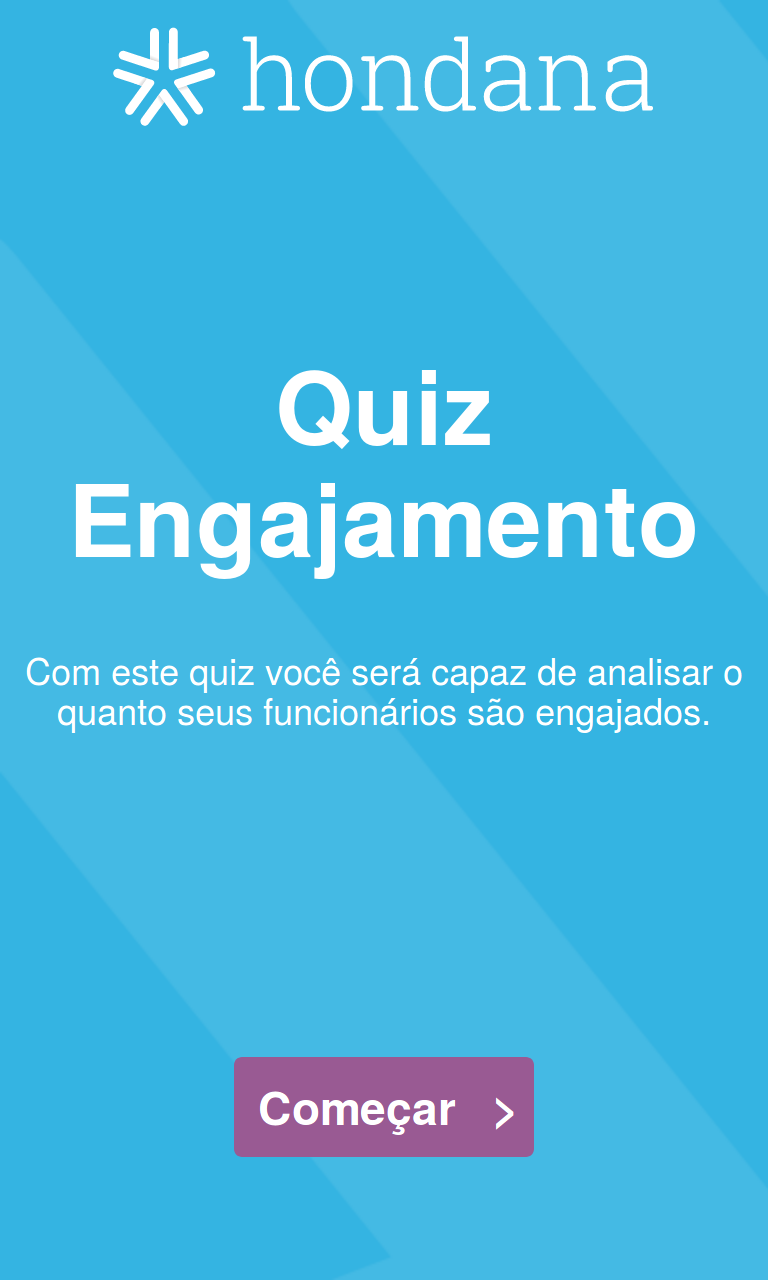 hondana
Quiz
Engajamento
Com este quiz você será capaz de analisar o
quanto seus funcionários são engajados.
Começar >